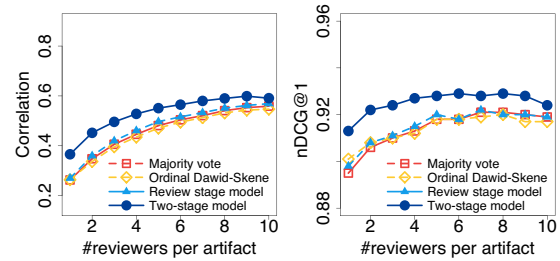 Correlation
0.8
0.6
0.4
0.2
Majority vote
Ordinal Dawid-Skene
Review stage model
Two-stage model
2 4 6 8 10
#reviewers per artifact
nDCG@1
0.96
0.92
0.88
Majority vote
Ordinal Dawid-Skene
Review stage model
Two-stage model
2 4 6 8 10
#reviewers per artifact